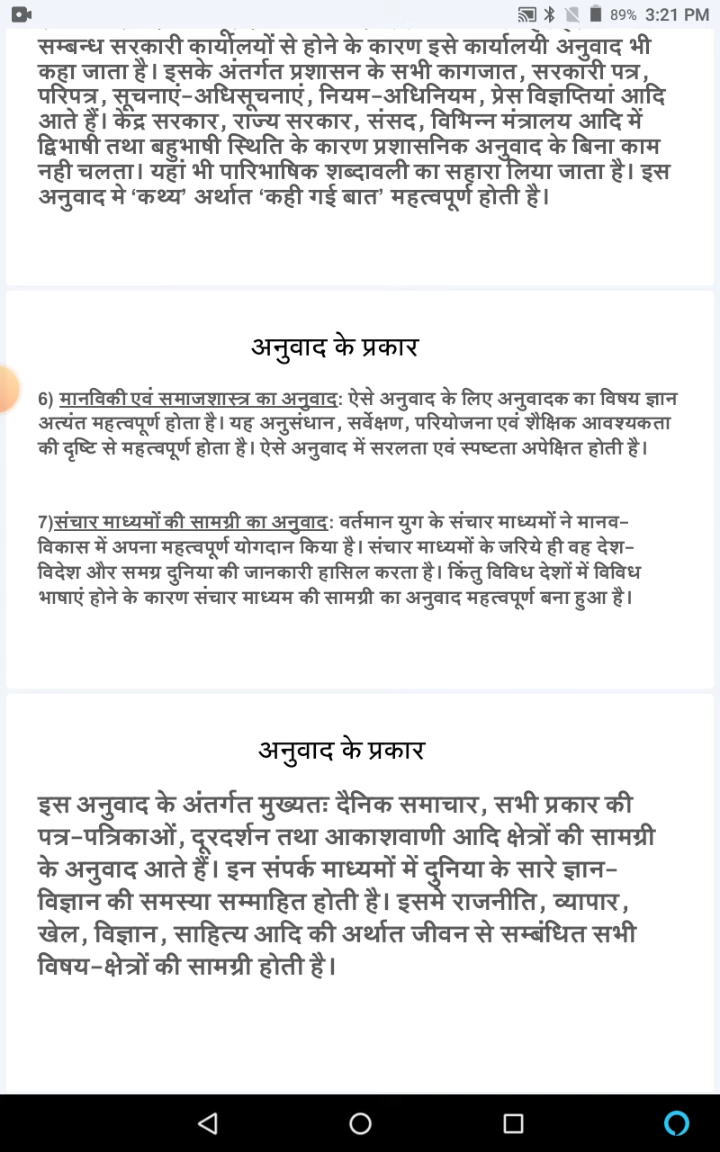 89% 3:21 PM
सम्बन्ध सरकारी कार्यालयों से होने के कारण इसे कार्यालयी अनुवाद भी
कहा जाता है। इसके अंतर्गत प्रशासन के सभी कागजात, सरकारी पत्र,
परिपत्र, सूचनाएं-अधिसूचनाएं, नियम-अधिनियम, प्रेस विज्ञप्तियां आदि
आते हैं। केंद्र सरकार, राज्य सरकार, संसद, विभिन्न मंत्रालय आदि में
द्विभाषी तथा बहुभाषी स्थिति के कारण प्रशासनिक अनुवाद के बिना काम
नही चलता। यहां भी पारिभाषिक शब्दावली का सहारा लिया जाता है। इस
अनुवाद मे ‘कथ्य’ अर्थात ‘कही गई बात’ महत्वपूर्ण होती है।
अनुवाद के प्रकार
6) मानविकी एवं समाजशास्त्र का अनुवाद: ऐसे अनुवाद के लिए अनुवादक का विषय ज्ञान
अत्यंत महत्वपूर्ण होता है। यह अनुसंधान, सर्वेक्षण, परियोजना एवं शैक्षिक आवश्यकता
की दृष्टि से महत्वपूर्ण होता है। ऐसे अनुवाद में सरलता एवं स्पष्टता अपेक्षित होती है।
7)संचार माध्यमों की सामग्री का अनुवाद: वर्तमान युग के संचार माध्यमों ने मानव-
विकास में अपना महत्वपूर्ण योगदान किया है। संचार माध्यमों के जरिये ही वह देश-
विदेश और समग्र दुनिया की जानकारी हासिल करता है। किंतु विविध देशों में विविध
भाषाएं होने के कारण संचार माध्यम की सामग्री का अनुवाद महत्वपूर्ण बना हुआ है।
अनुवाद के प्रकार
इस अनुवाद के अंतर्गत मुख्यतः दैनिक समाचार, सभी प्रकार की
पत्र-पत्रिकाओं, दूरदर्शन तथा आकाशवाणी आदि क्षेत्रों की सामग्री
के अनुवाद आते हैं। इन संपर्क माध्यमों में दुनिया के सारे ज्ञान-
विज्ञान की समस्या सम्माहित होती है। इसमे राजनीति, व्यापार,
खेल, विज्ञान, साहित्य आदि की अर्थात जीवन से सम्बंधित सभी
विषय-क्षेत्रों की सामग्री होती है।